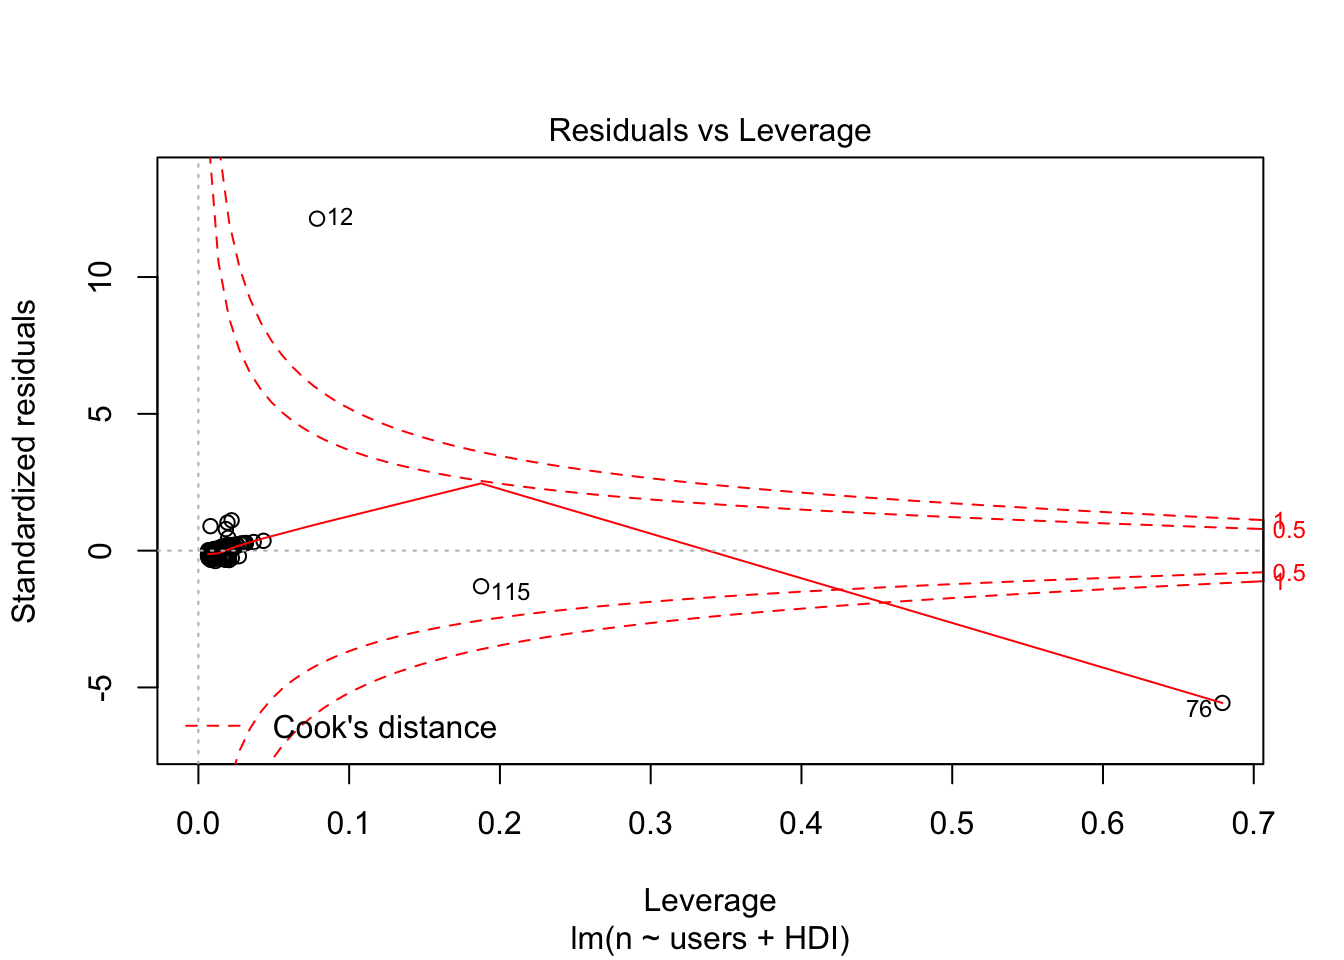 Residuals vs Leverage
Standardized residuals
10
5
0
-5
12
115
76
1
0.5
0.5
1
Cook's distance
0.0 0.1 0.2 0.3 0.4 0.5 0.6 0.7
Leverage
lm(n ~ users + HDI)